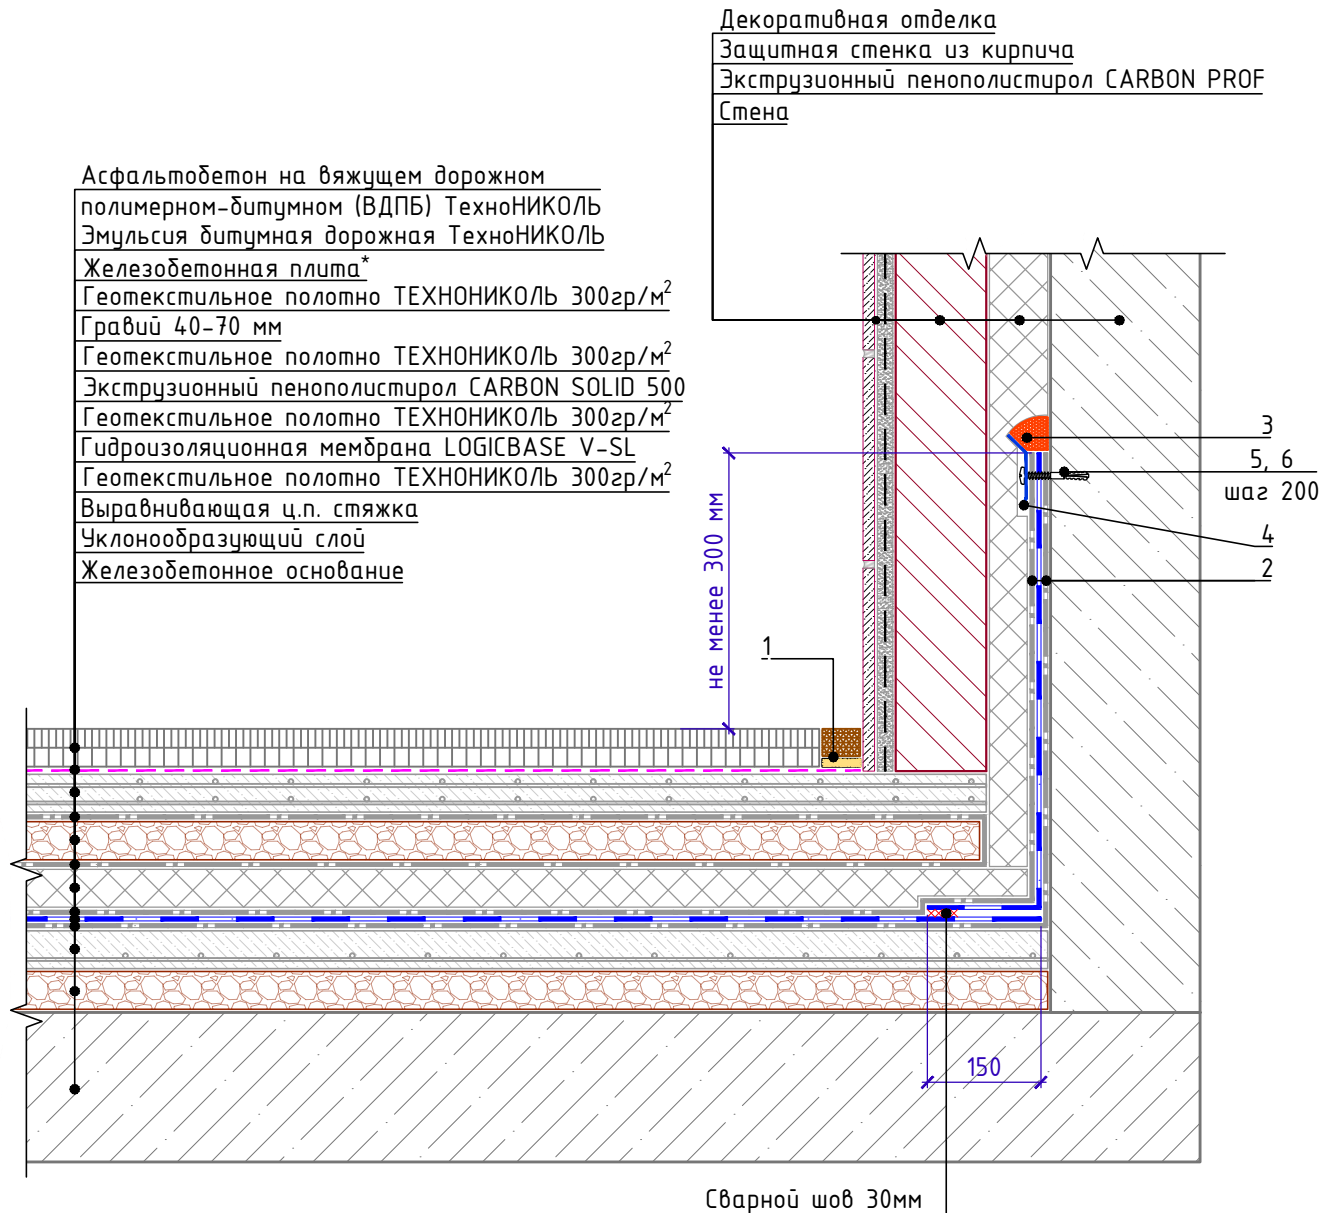 Декоративная отделка
Защитная стенка из кирпича
Экструзионный пенополистирол CARBON PROF
Стена
Асфальтобетон на вяжущем дорожном
полимерном-битумном (ВДПБ) ТехноНИКОЛЬ
Эмульсия битумная дорожная ТехноНИКОЛЬ
Железобетонная плита*
Геотекстильное полотно ТЕХНОНИКОЛЬ 300гр/м²
Гравий 40-70 мм
Геотекстильное полотно ТЕХНОНИКОЛЬ 300гр/м²
Экструзионный пенополистирол CARBON SOLID 500
Геотекстильное полотно ТЕХНОНИКОЛЬ 300гр/м²
Гидроизоляционная мембрана LOGICBASE V-SL
Геотекстильное полотно ТЕХНОНИКОЛЬ 300гр/м²
Выравнивающая ц.п. стяжка
Уклонообразующий слой
Железобетонное основание
3
5, 6
шаг 200
4
2
не менее 300 мм
1
150
Сварной шов 30мм